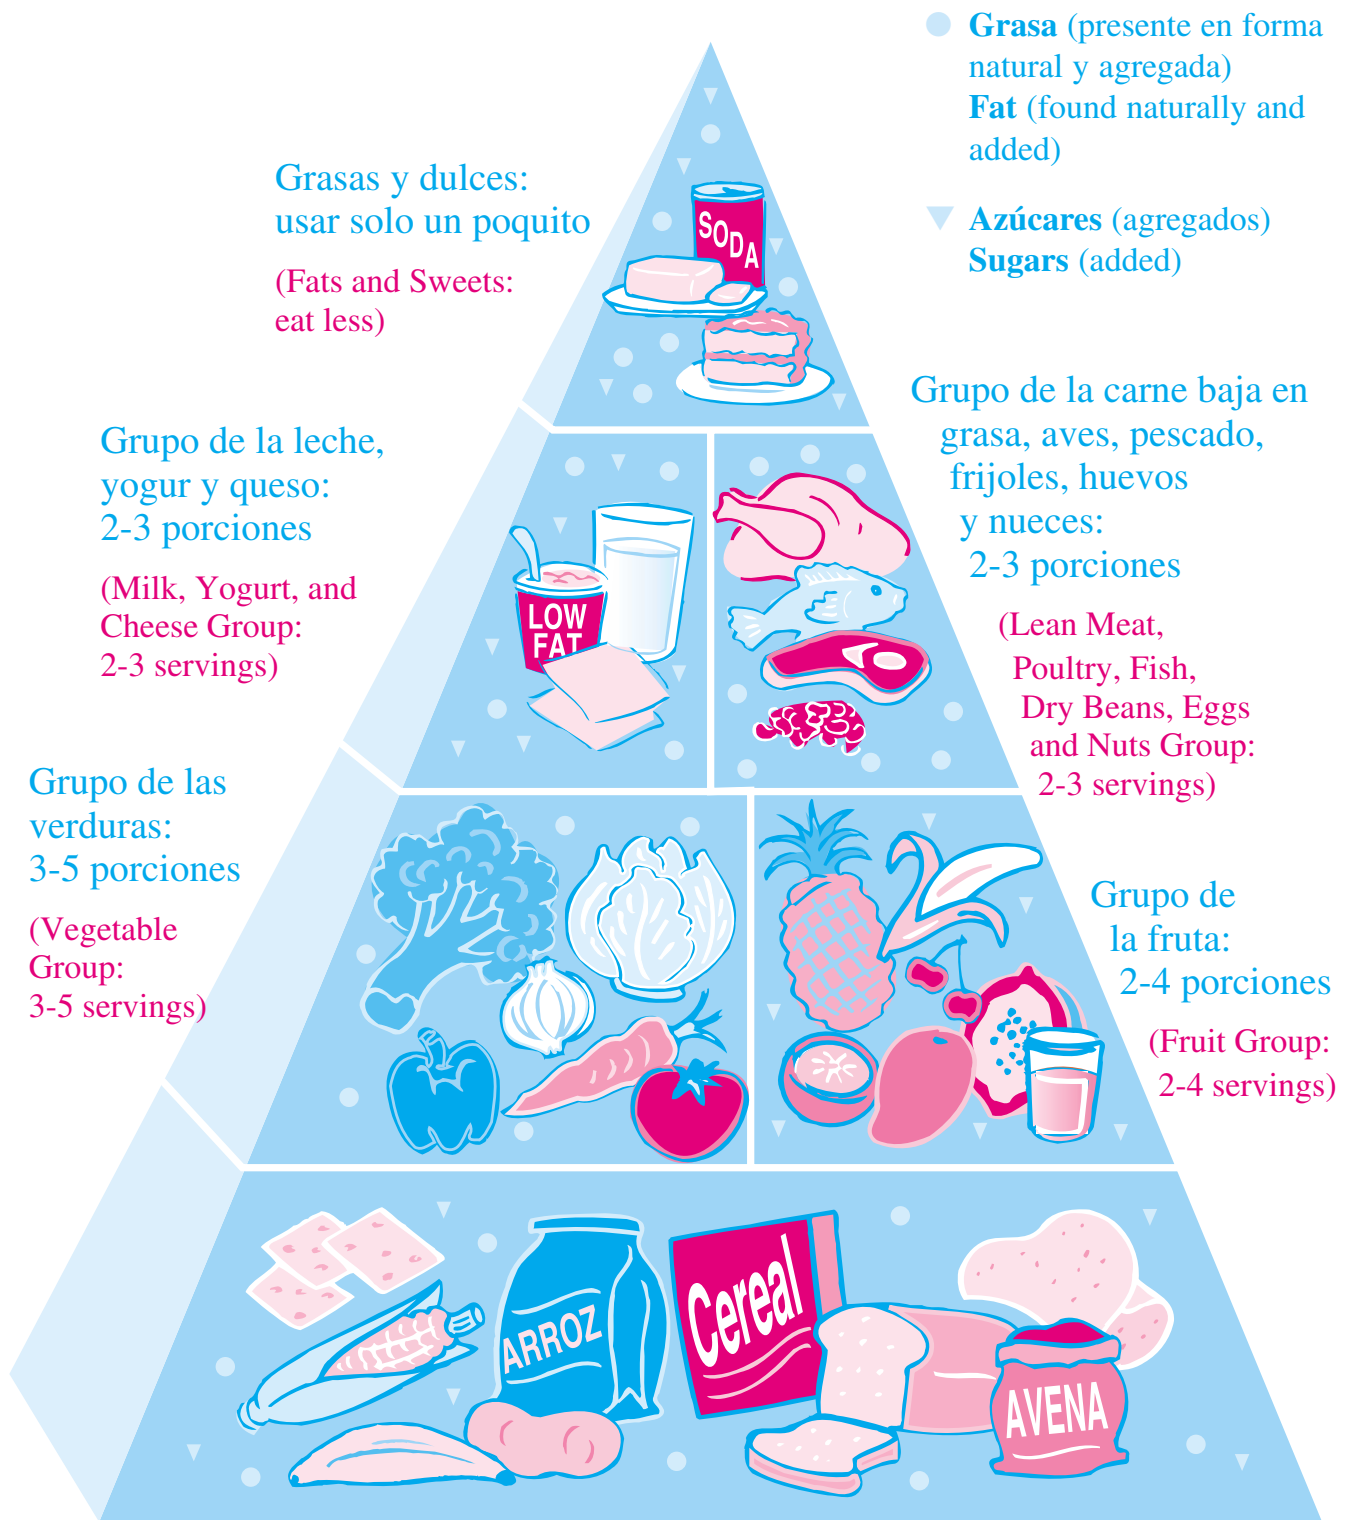 Grasa (presente en forma
natural y agregada)
Fat (found naturally and
added)
Azúcares (agregados)
Sugars (added)
Grasas y dulces:
usar solo un poquito
(Fats and Sweets:
eat less)
SODA
Grupo de la leche,
yogur y queso:
2-3 porciones
(Milk, Yogurt, and
Cheese Group:
2-3 servings)
LOW
FAT
Grupo de la carne baja en
grasa, aves, pescado,
frijoles, huevos
y nueces:
2-3 porciones
(Lean Meat,
Poultry, Fish,
Dry Beans, Eggs
and Nuts Group:
2-3 servings)
Grupo de las
verduras:
3-5 porciones
(Vegetable
Group:
3-5 servings)
Grupo de
la fruta:
2-4 porciones
(Fruit Group:
2-4 servings)
ARROZ
Cereal
AVENA